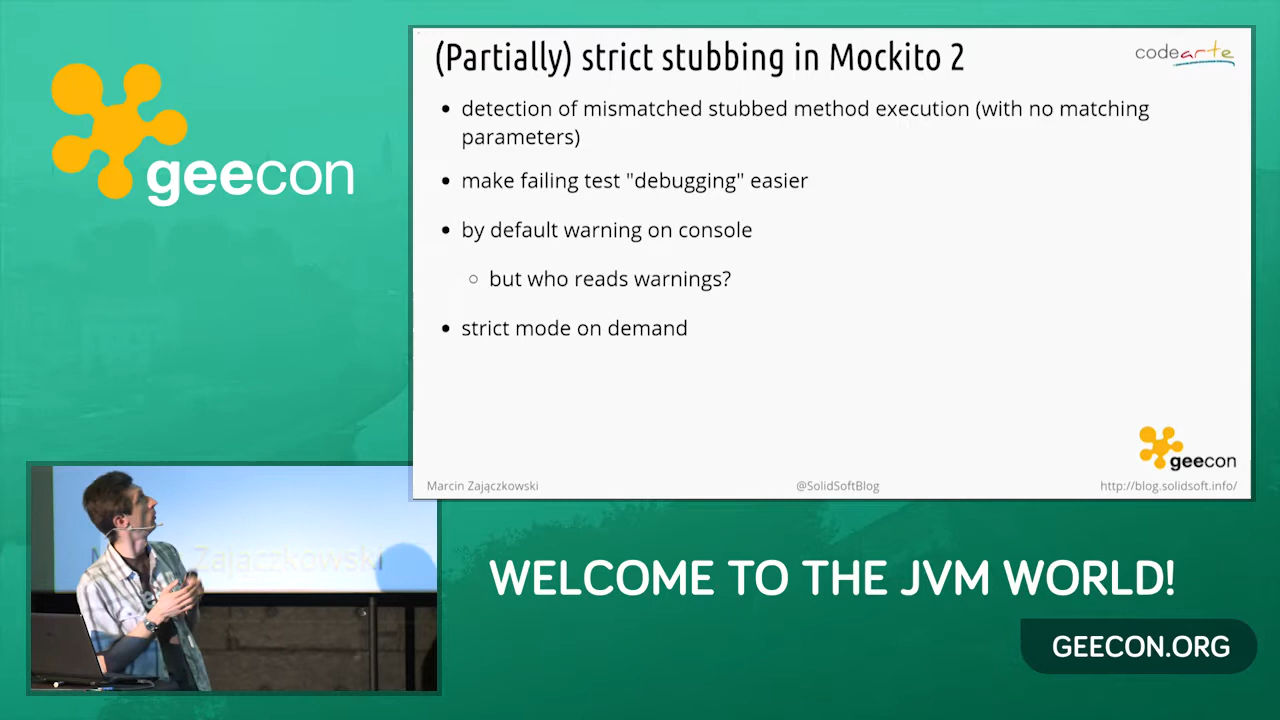 geecon
(Partially) strict stubbing in Mockito 2
codearte
• detection of mismatched stubbed method execution (with no matching
parameters)
• make failing test "debugging" easier
• by default warning on console
○ but who reads warnings?
• strict mode on demand
geecon
Marcin Zajączkowski
@SolidSoftBlog
http://blog.solidsoft.info/
Zajączkowski
WELCOME TO THE JVM WORLD!
GEECON.ORG